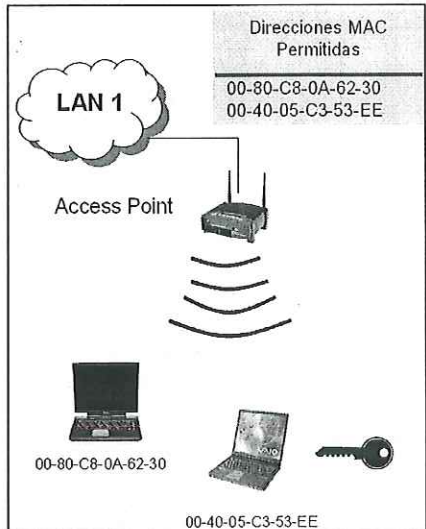 Direcciones MAC
Permitidas
00-80-C8-0A-62-30
00-40-05-C3-53-EE
LAN 1
Access Point
00-80-C8-0A-62-30
VAIO
00-40-05-C3-53-EE